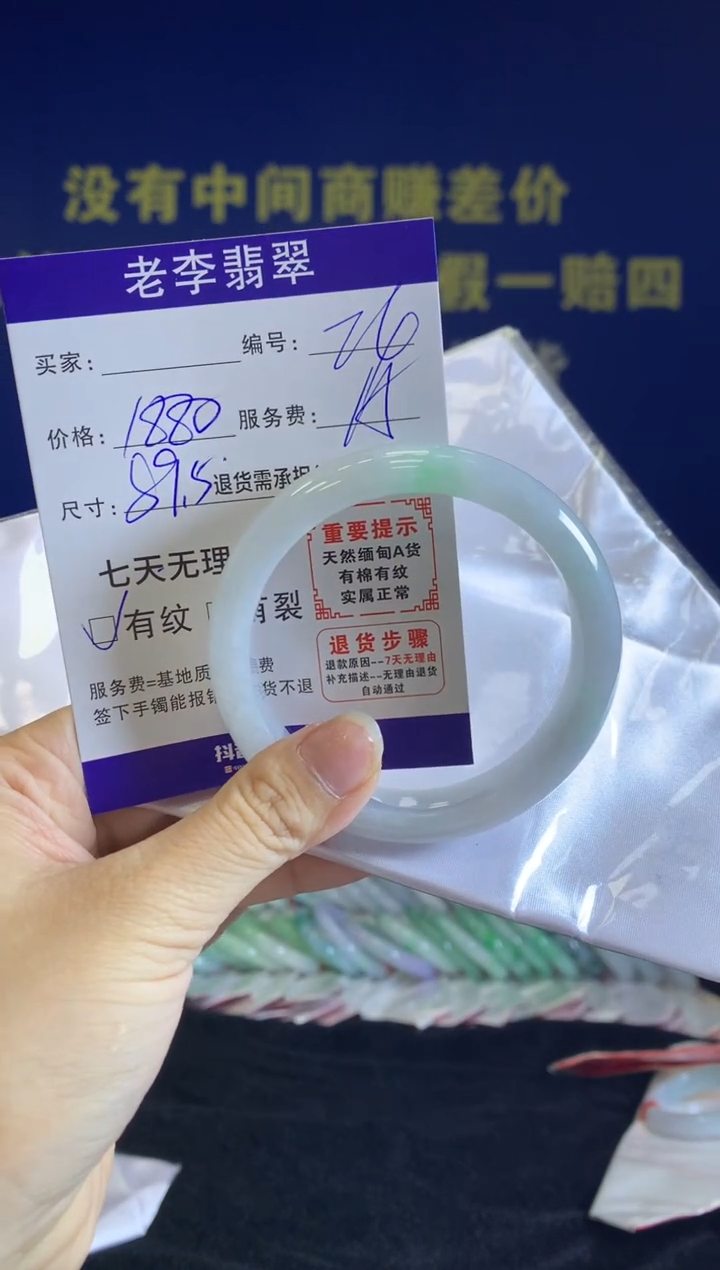 没有中间商赚差价
假一赔四
老李翡翠
买家： 编号：76
价格：1880 服务费：A
尺寸：89.5 退货需承担
七天无理
有纹 有裂
服务费=基地质 费
签下手镯能报销 货不退
重要提示
天然缅甸A货
有棉有纹
实属正常
退货步骤
退款原因--7天无理由
补充描述--无理由退货
自动通过
抖